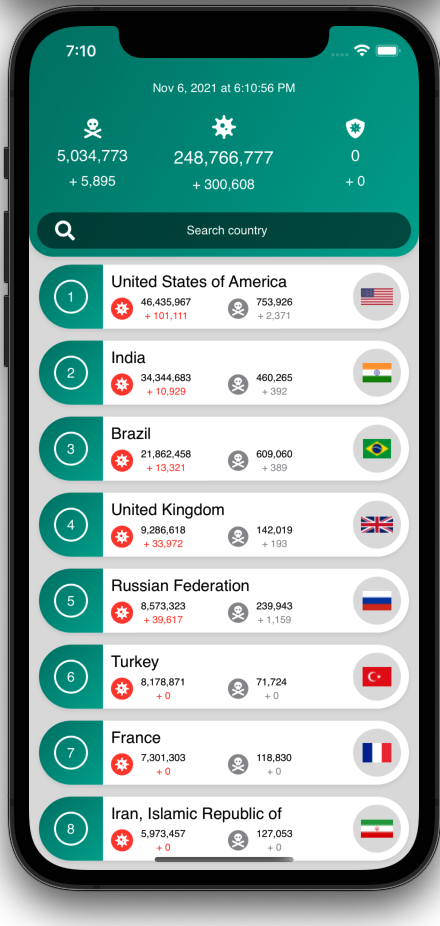 7:10
Nov 6, 2021 at 6:10:56 PM
5,034,773 248,766,777 0
+ 5,895 + 300,608 + 0
Search country
1
United States of America
46,435,967 753,926
+ 101,111 + 2,371
2
India
34,344,683 460,265
+ 10,929 + 392
3
Brazil
21,862,458 609,060
+ 13,321 + 389
4
United Kingdom
9,286,618 142,019
+ 33,972 + 193
5
Russian Federation
8,573,323 239,943
+ 39,617 + 1,159
6
Turkey
8,178,871 71,724
+ 0 + 0
7
France
7,301,303 118,830
+ 0 + 0
8
Iran, Islamic Republic of
5,973,457 127,053
+ 0 + 0